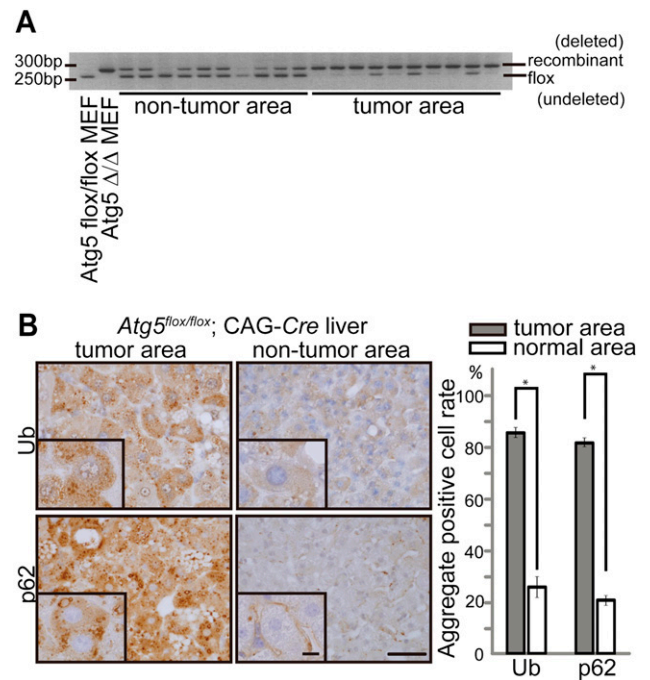 A
300bp
250bp
(deleted)
recombinant
flox
(undeleted)
non-tumor area
tumor area
Atg5 flox/flox MEF
Atg5 Δ/Δ MEF
B
Atg5flox/flox; CAG-Cre liver
tumor area
non-tumor area
Ub
p62
tumor area
normal area
%
Aggregate positive cell rate
100
80
60
40
20
0
*
*
Ub
p62